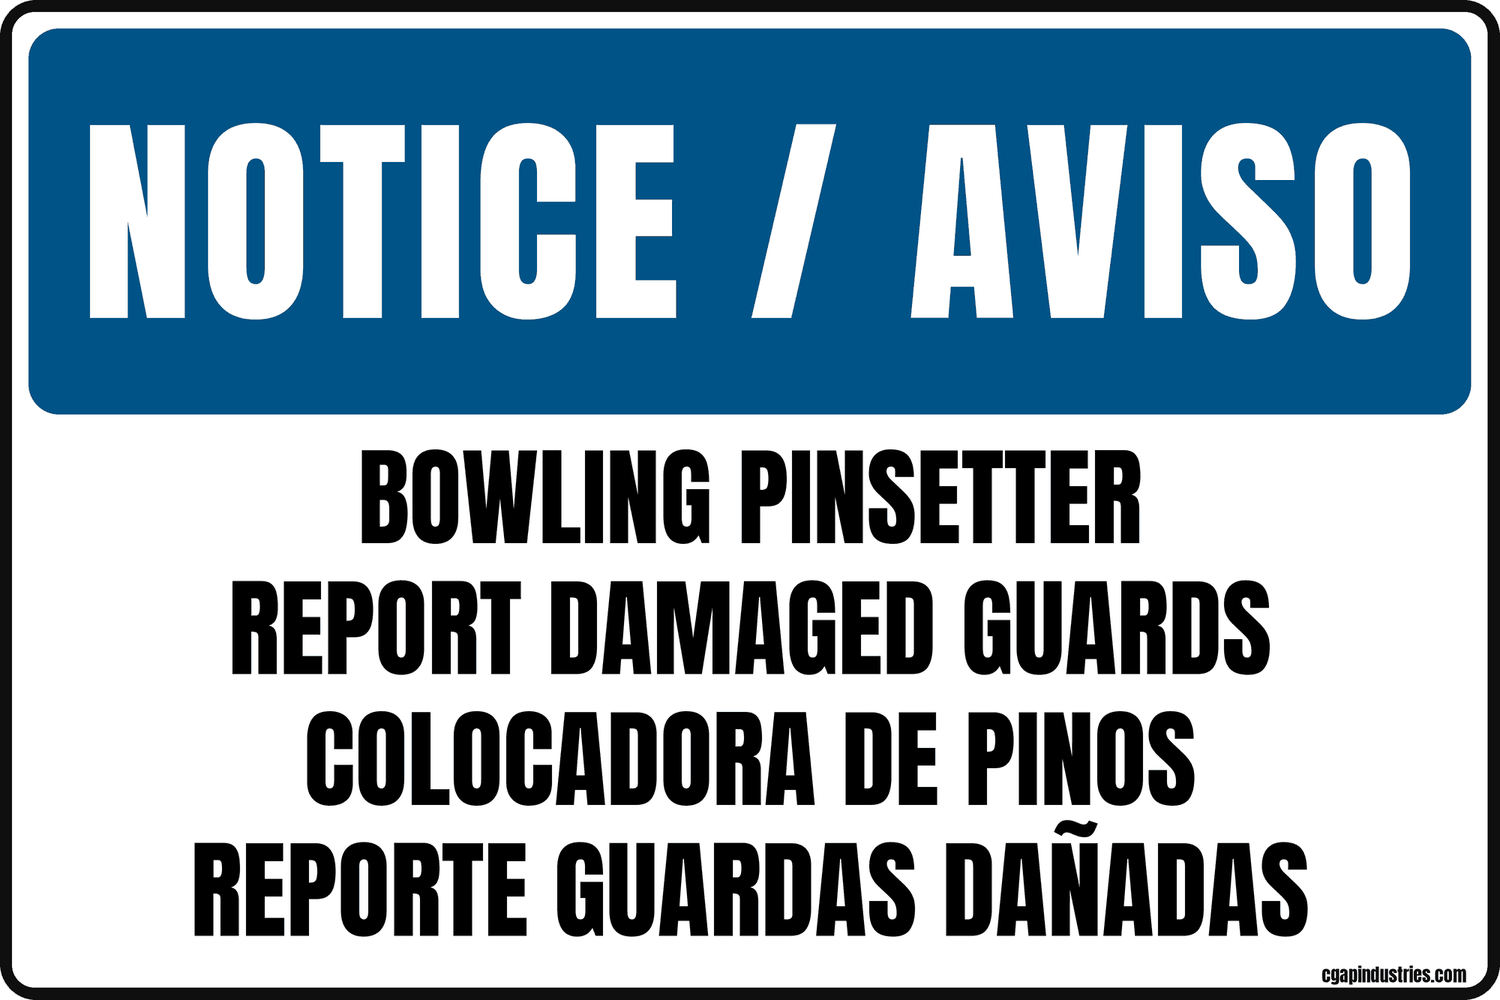 NOTICE / AVISO
BOWLING PINSETTER
REPORT DAMAGED GUARDS
COLOCADORA DE PINOS
REPORTE GUARDAS DAÑADAS
cgapindustries.com